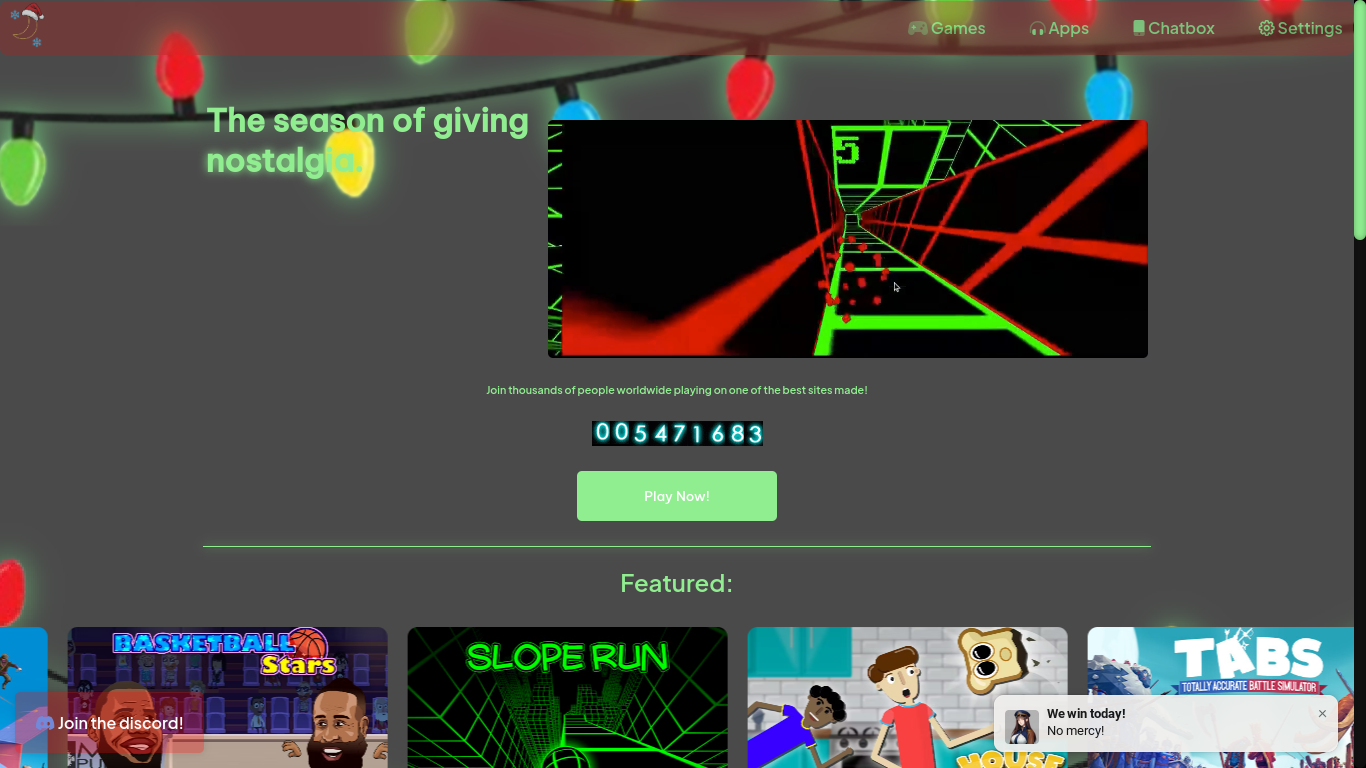 Games
Apps
Chatbox
Settings
The season of giving
nostalgia.
5
Join thousands of people worldwide playing on one of the best sites made!
005471683
Play Now!
Featured:
BASKETBALL
Stars
SLOPE RUN
HOUSE
TABS
TOTALLY ACCURATE BATTLE SIMULATOR
Join the discord!
We win today!
No mercy!